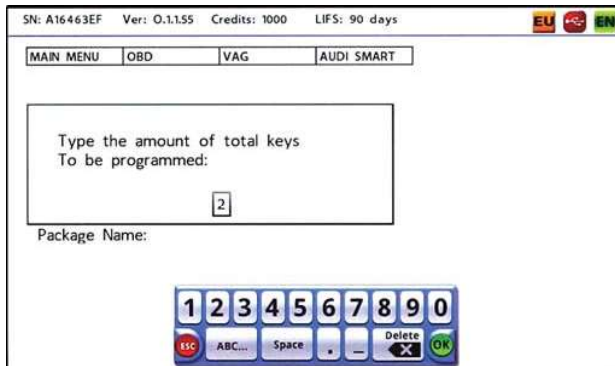 SN: A16463EF Ver: O.1.1.55 Credits: 1000 LIFS: 90 days EU EN
MAIN MENU OBD VAG AUDI SMART
Type the amount of total keys
To be programmed:
2
Package Name:
1 2 3 4 5 6 7 8 9 0
ESC ABC... Space . _ Delete OK